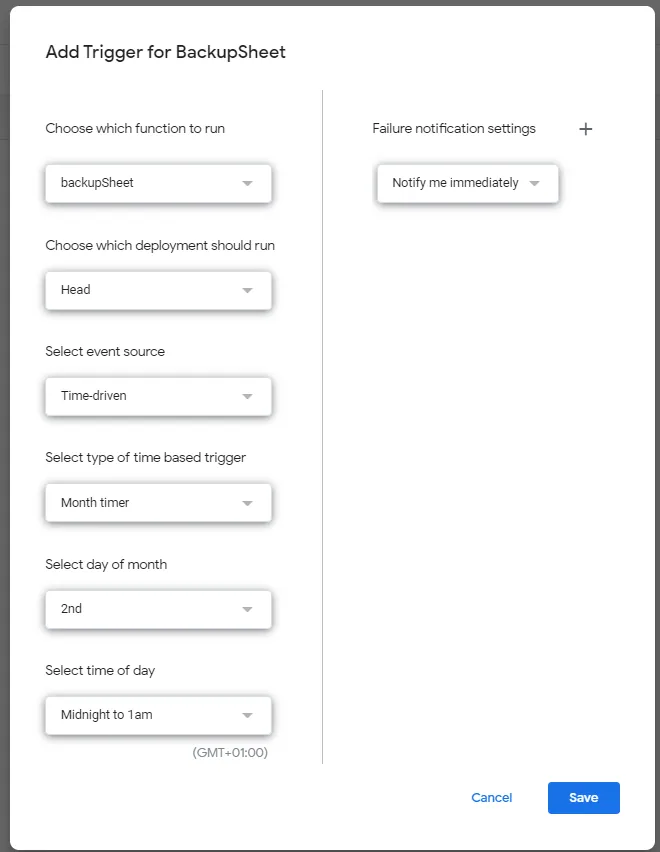 Add Trigger for BackupSheet
Choose which function to run
backupSheet
Choose which deployment should run
Head
Select event source
Time-driven
Select type of time based trigger
Month timer
Select day of month
2nd
Select time of day
Midnight to 1am
(GMT+01:00)
Failure notification settings
Notify me immediately
Cancel
Save